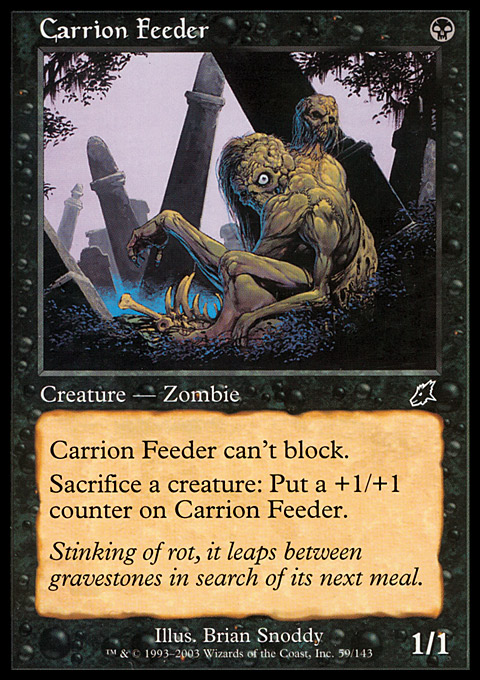 Carrion Feeder
Creature — Zombie
Carrion Feeder can't block.
Sacrifice a creature: Put a +1/+1
counter on Carrion Feeder.
Stinking of rot, it leaps between
gravestones in search of its next meal.
Illus. Brian Snoddy
™ & © 1993–2003 Wizards of the Coast, Inc. 59/143
1/1